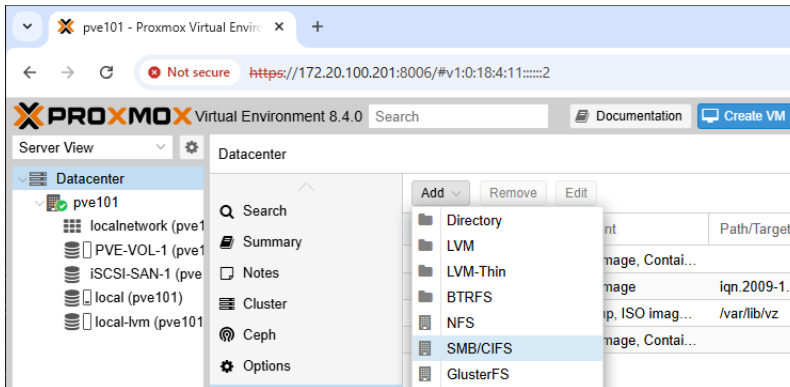 pve101 - Proxmox Virtual Enviro
Not secure https://172.20.100.201:8006/#v1:0:18:4:11::::::2
PROXMOX Virtual Environment 8.4.0 Search Documentation Create VM
Server View Datacenter
Datacenter
pve101
localnetwork (pve1
PVE-VOL-1 (pve1
iSCSI-SAN-1 (pve
local (pve101)
local-lvm (pve101
Search
Summary
Notes
Cluster
Ceph
Options
Add Remove Edit
Directory
LVM
LVM-Thin
BTRFS
NFS
SMB/CIFS
GlusterFS
nt Path/Target
mage, Contai...
mage iqn.2009-1.
up, ISO imag... /var/lib/vz
mage, Contai...